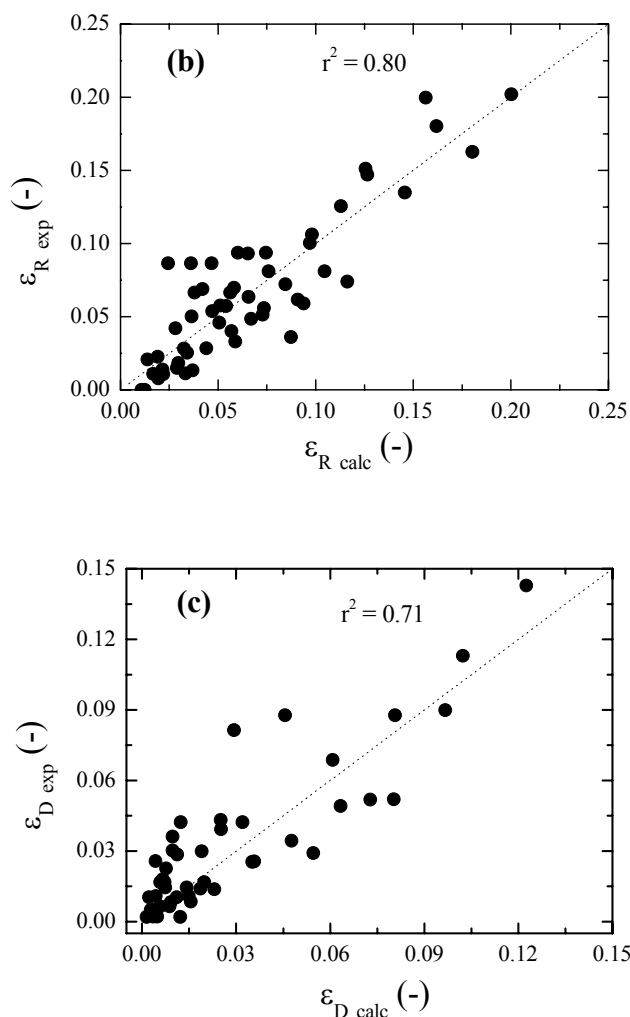 0.25
(b)
r² = 0.80
0.20
0.15
0.10
0.05
0.00
ε_R exp (-)
0.00 0.05 0.10 0.15 0.20 0.25
ε_R calc (-)
0.15
(c)
r² = 0.71
0.12
0.09
0.06
0.03
0.00
ε_D exp (-)
0.00 0.03 0.06 0.09 0.12 0.15
ε_D calc (-)